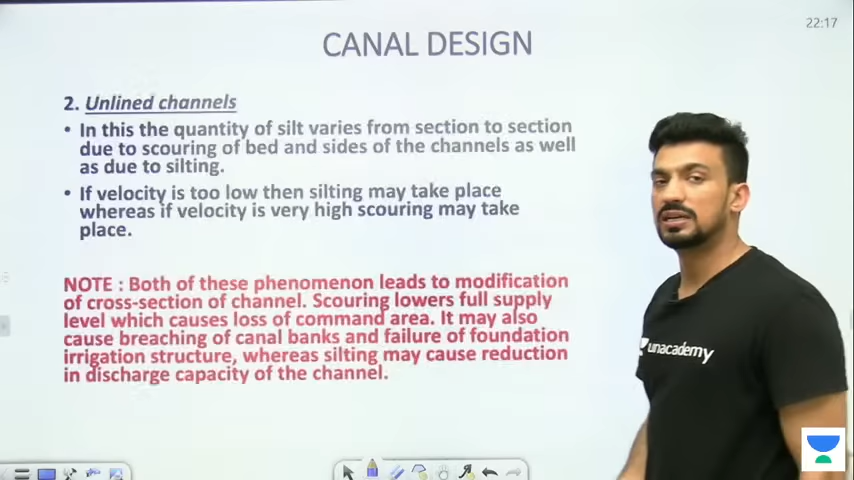 22:17
CANAL DESIGN
2. Unlined channels
• In this the quantity of silt varies from section to section
due to scouring of bed and sides of the channels as well
as due to silting.
• If velocity is too low then silting may take place
whereas if velocity is very high scouring may take
place.
NOTE : Both of these phenomenon leads to modification
of cross-section of channel. Scouring lowers full supply
level which causes loss of command area. It may also
cause breaching of canal banks and failure of foundation
irrigation structure, whereas silting may cause reduction
in discharge capacity of the channel.
unacademy